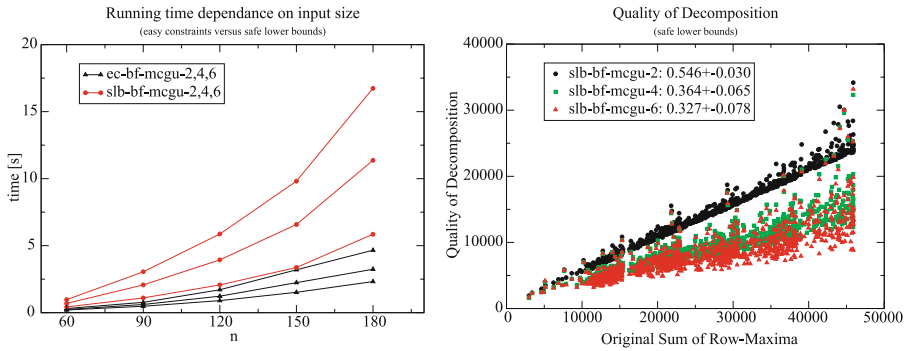 Running time dependance on input size
(easy constraints versus safe lower bounds)
20
15
10
5
0
time [s]
ec-bf-mcgu-2,4,6
slb-bf-mcgu-2,4,6
60 90 120 150 180
n
Quality of Decomposition
(safe lower bounds)
40000
30000
20000
10000
0
Quality of Decomposition
slb-bf-mcgu-2: 0.546+-0.030
slb-bf-mcgu-4: 0.364+-0.065
slb-bf-mcgu-6: 0.327+-0.078
0 10000 20000 30000 40000 50000
Original Sum of Row-Maxima